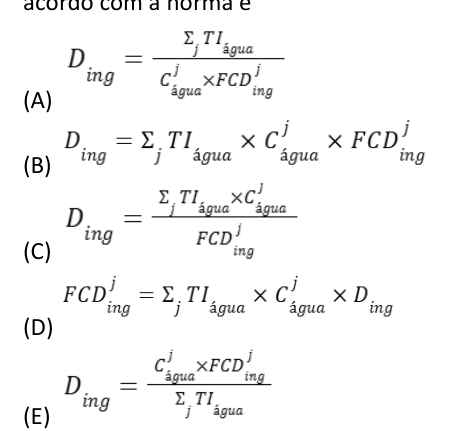 acordo com a norma é
(A) D_ing = Σ_j TI_água / C^j_água × FCD^j_ing
(B) D_ing = Σ_j TI_água × C^j_água × FCD^j_ing
(C) D_ing = Σ_j TI_água × C^j_água / FCD^j_ing
(D) FCD^j_ing = Σ_j TI_água × C^j_água × D_ing
(E) D_ing = C^j_água × FCD^j_ing / Σ_j TI_água